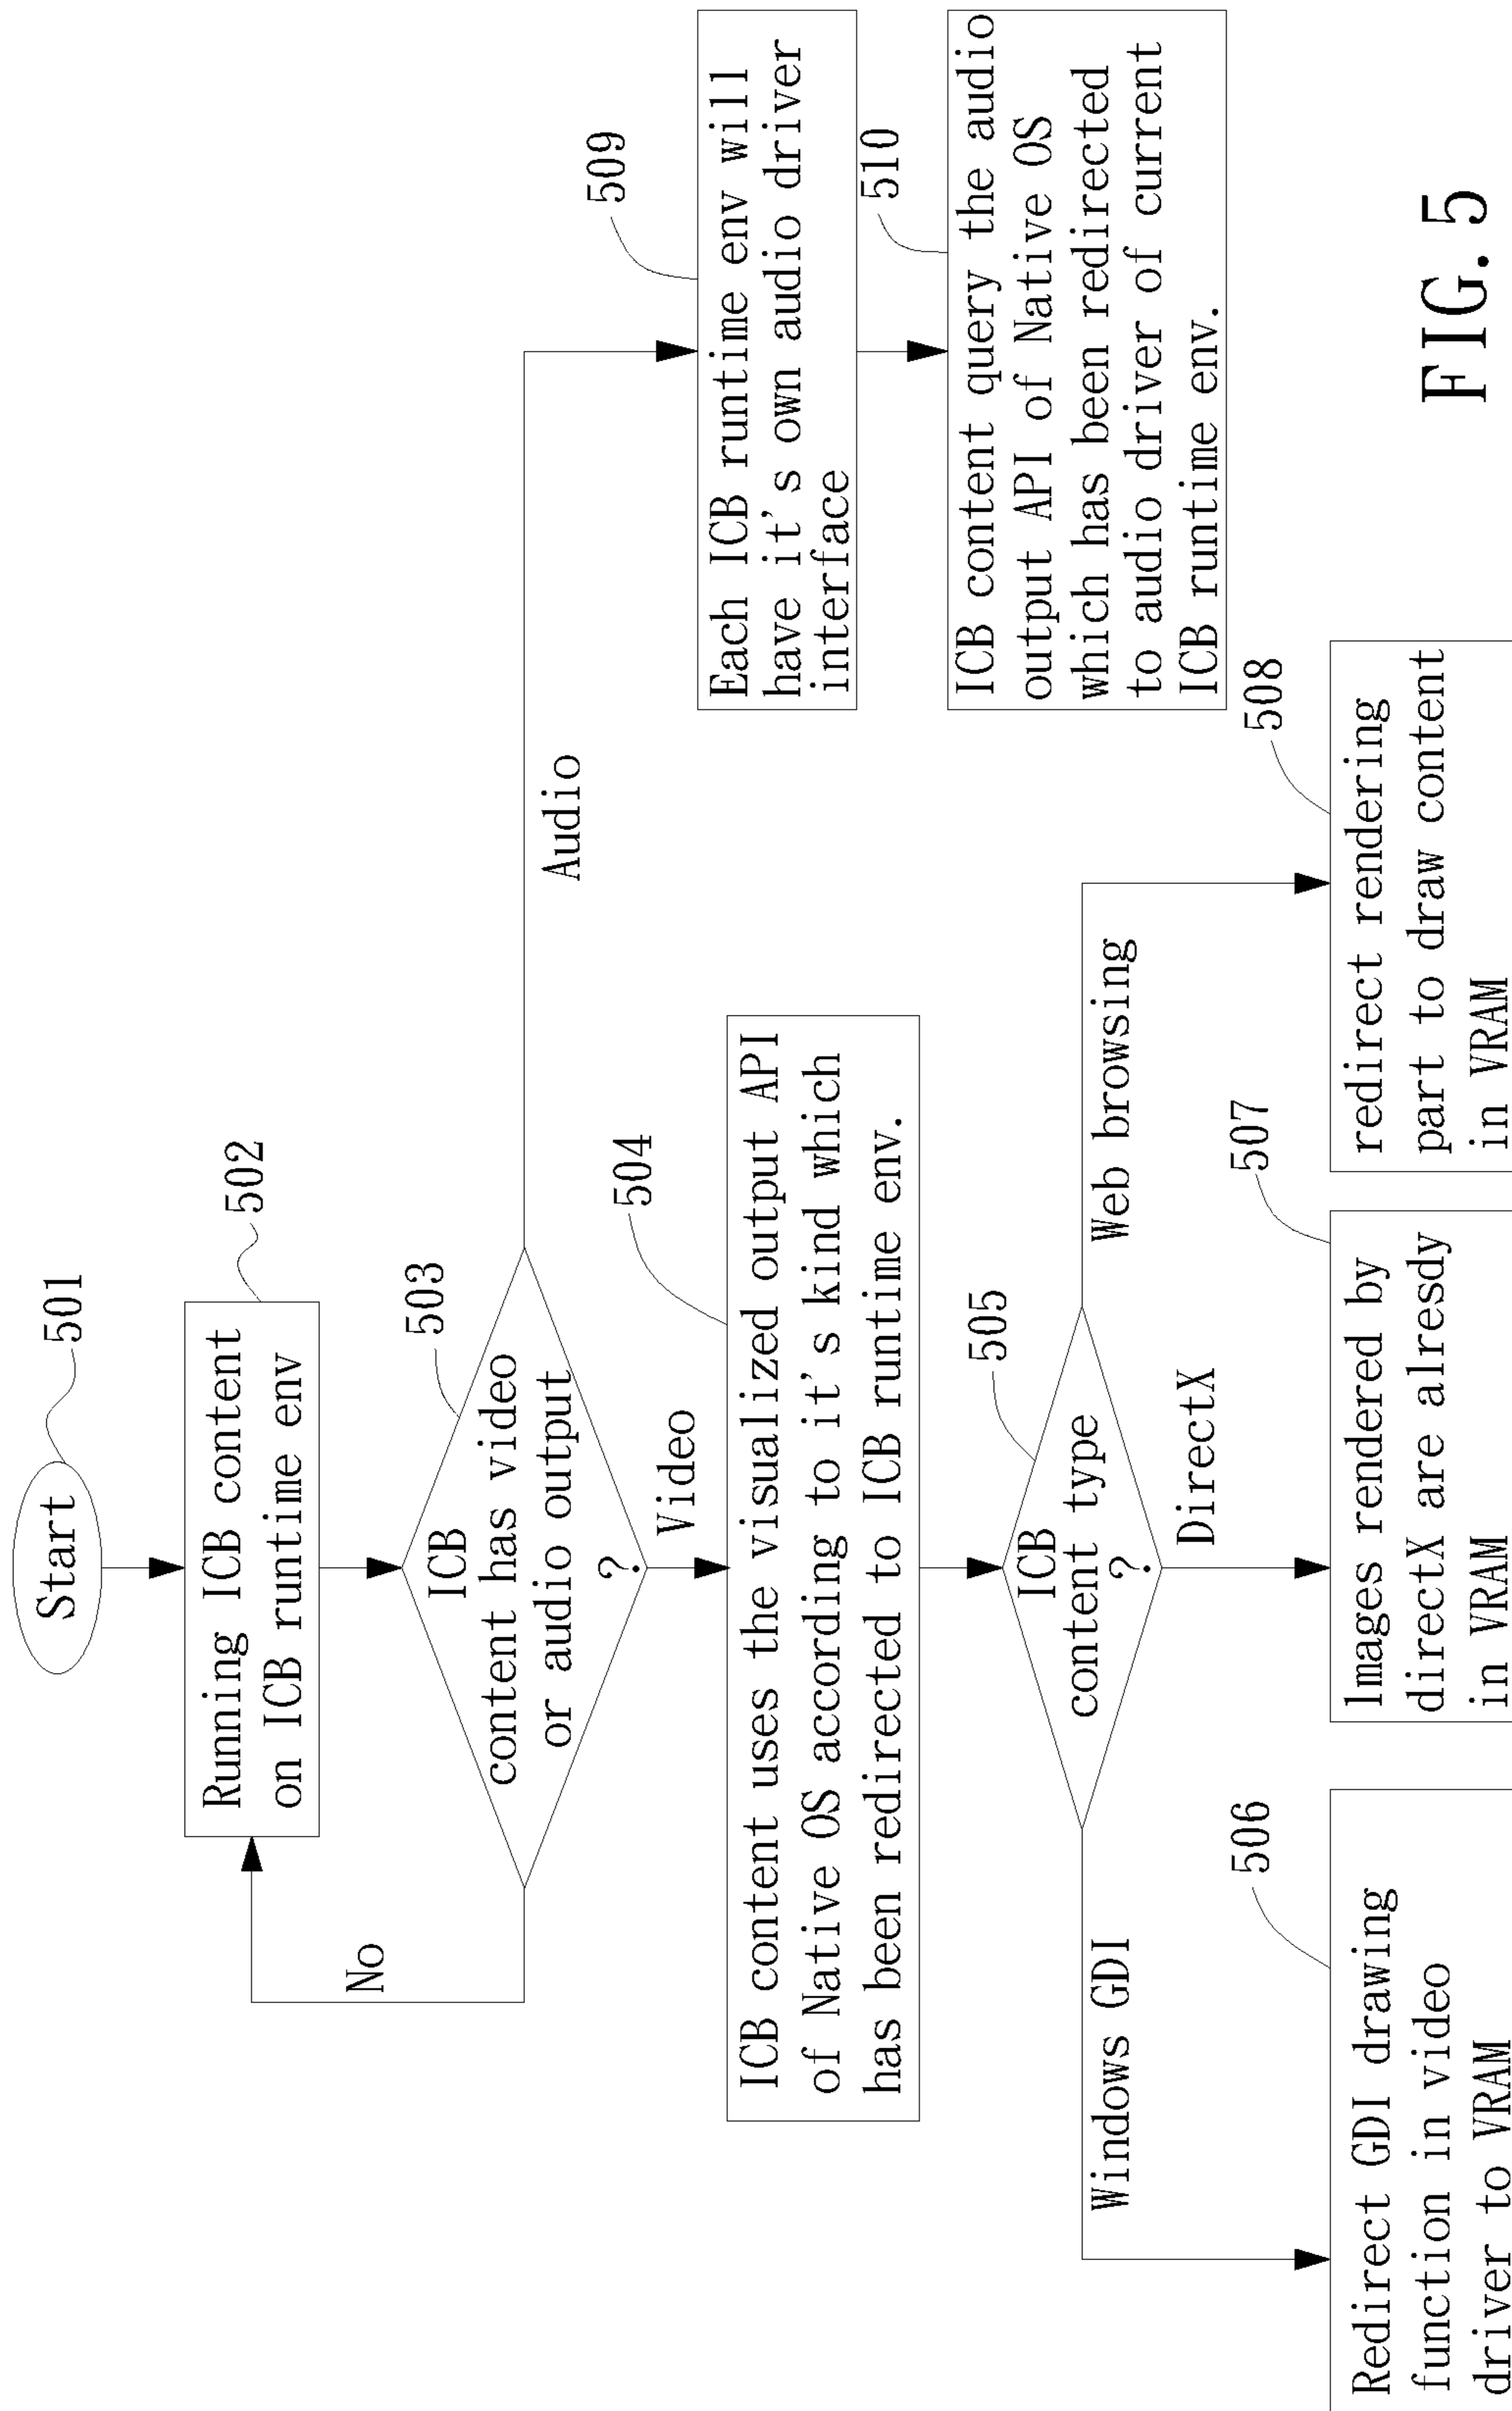 Start
501
Running ICB content
on ICB runtime env
502
No
ICB
content has video
or audio output
?
503
Audio
Video
509
Each ICB runtime env will
have it's own audio driver
interface
510
ICB content query the audio
output API of Native OS
which has been redirected
to audio driver of current
ICB runtime env.
504
ICB content uses the visualized output API
of Native OS according to it's kind which
has been redirected to ICB runtime env.
505
ICB
content type
?
Windows GDI
DirectX
Web browsing
506
Redirect GDI drawing
function in video
driver to VRAM
507
Images rendered by
directX are alresdy
in VRAM
508
redirect rendering
part to draw content
in VRAM
FIG. 5